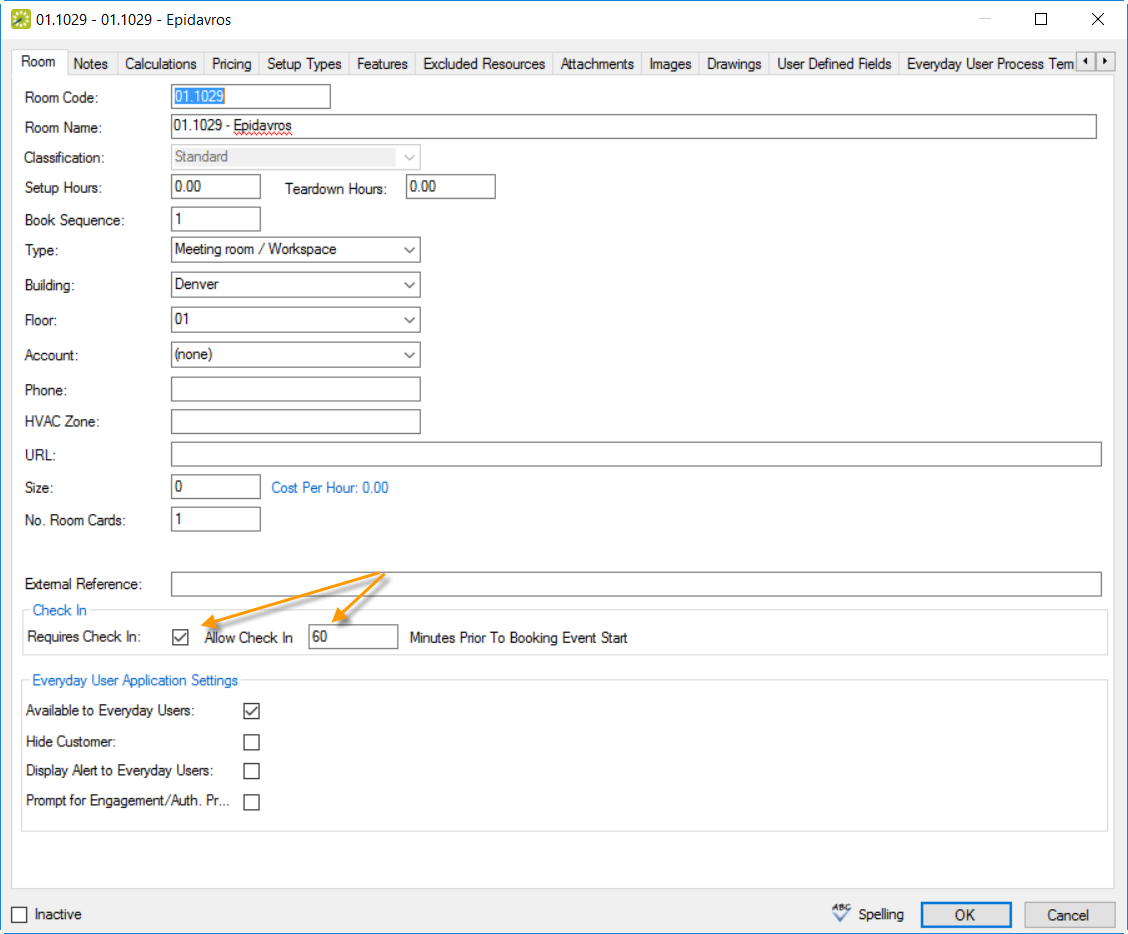 01.1029 - 01.1029 - Epidavros
Room Notes Calculations Pricing Setup Types Features Excluded Resources Attachments Images Drawings User Defined Fields Everyday User Process Tem
Room Code: 01.1029
Room Name: 01.1029 - Epidavros
Classification: Standard
Setup Hours: 0.00 Teardown Hours: 0.00
Book Sequence: 1
Type: Meeting room / Workspace
Building: Denver
Floor: 01
Account: (none)
Phone:
HVAC Zone:
URL:
Size: 0 Cost Per Hour: 0.00
No. Room Cards: 1
External Reference:
Check In
Requires Check In: Allow Check In 60 Minutes Prior To Booking Event Start
Everyday User Application Settings
Available to Everyday Users:
Hide Customer:
Display Alert to Everyday Users:
Prompt for Engagement/Auth. Pr...
Inactive ABC Spelling OK Cancel